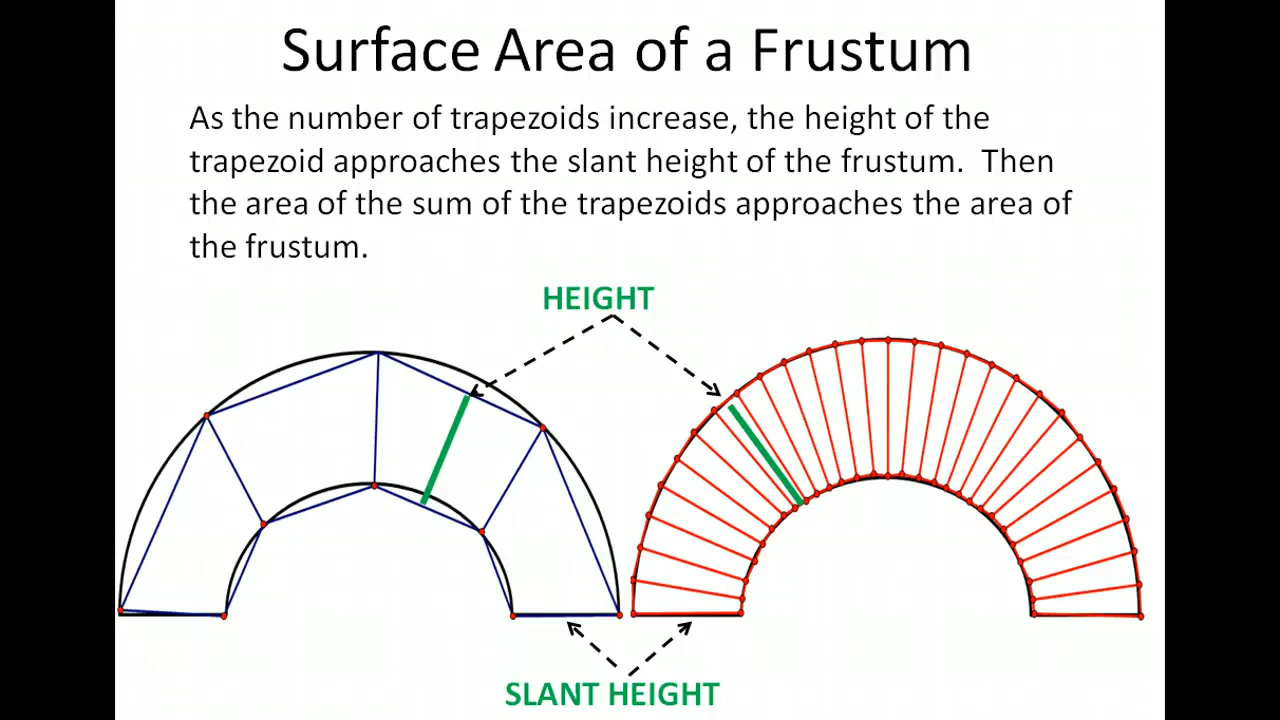 Surface Area of a Frustum
As the number of trapezoids increase, the height of the
trapezoid approaches the slant height of the frustum.  Then
the area of the sum of the trapezoids approaches the area of
the frustum.
HEIGHT
SLANT HEIGHT